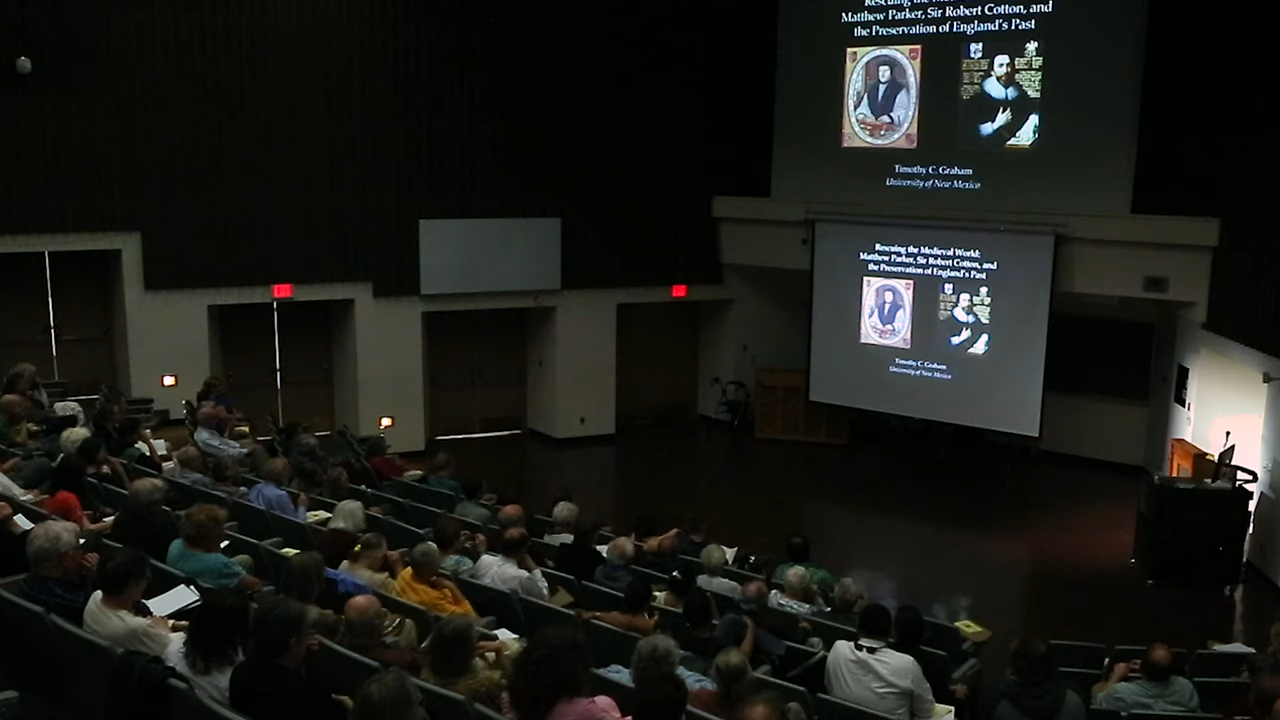 Rescuing the
Matthew Parker, Sir Robert Cotton, and
the Preservation of England's Past
Timothy C. Graham
University of New Mexico
Rescuing the Medieval World:
Matthew Parker, Sir Robert Cotton, and
the Preservation of England's Past
Timothy C. Graham
University of New Mexico